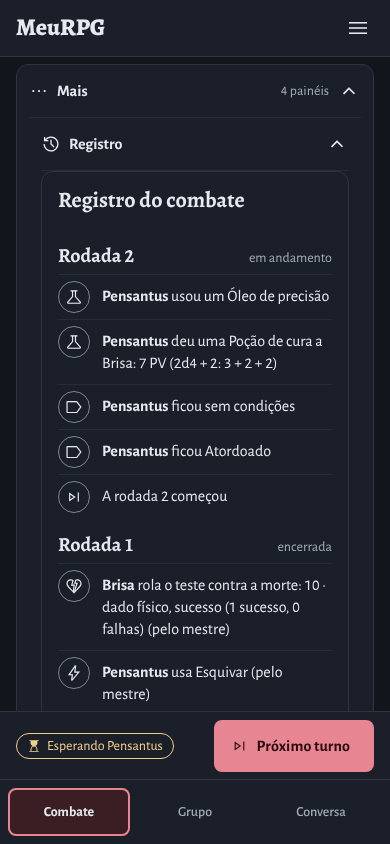 MeuRPG
Mais
4 painéis
Registro
Registro do combate
Rodada 2
em andamento
Pensantus usou um Óleo de precisão
Pensantus deu uma Poção de cura a
Brisa: 7 PV (2d4 + 2: 3 + 2 + 2)
Pensantus ficou sem condições
Pensantus ficou Atordoado
A rodada 2 começou
Rodada 1
encerrada
Brisa rola o teste contra a morte: 10 ·
dado físico, sucesso (1 sucesso, 0
falhas) (pelo mestre)
Pensantus usa Esquivar (pelo
mestre)
Esperando Pensantus
Próximo turno
Combate
Grupo
Conversa